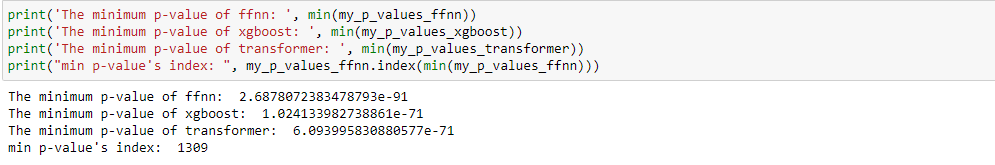 print('The minimum p-value of ffnn: ', min(my_p_values_ffnn))
print('The minimum p-value of xgboost: ', min(my_p_values_xgboost))
print('The minimum p-value of transformer: ', min(my_p_values_transformer))
print("min p-value's index: ", my_p_values_ffnn.index(min(my_p_values_ffnn)))
The minimum p-value of ffnn:  2.6878072383478793e-91
The minimum p-value of xgboost:  1.024133982738861e-71
The minimum p-value of transformer:  6.093995830880577e-71
min p-value's index:  1309